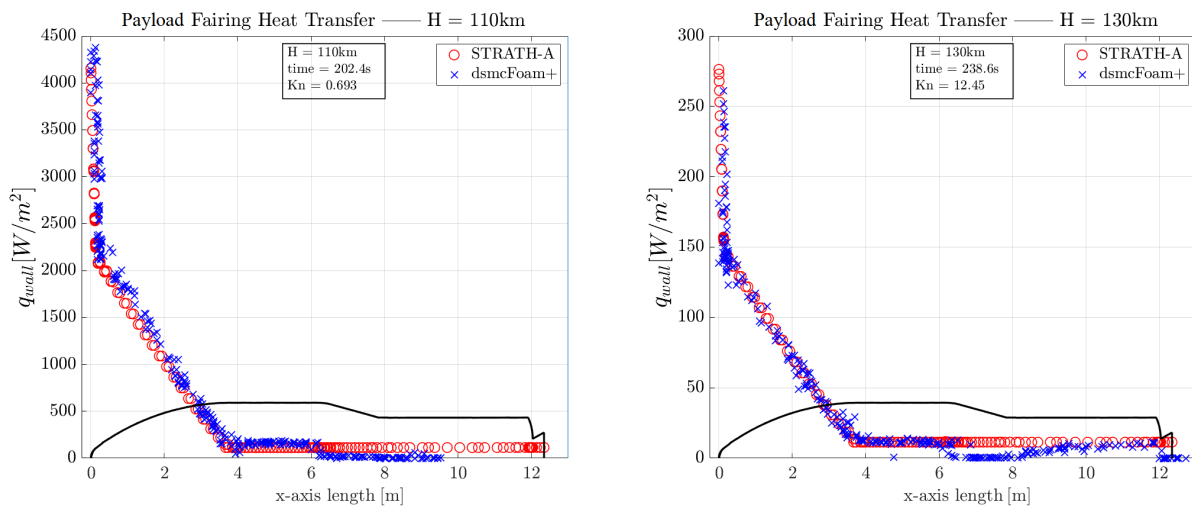 Payload Fairing Heat Transfer —— H = 110km
4500
4000
3500
3000
2500
2000
1500
1000
500
0
q_wall [W/m²]
H = 110km
time = 202.4s
Kn = 0.693
STRATH-A
dsmcFoam+
0 2 4 6 8 10 12
x-axis length [m]
Payload Fairing Heat Transfer —— H = 130km
300
250
200
150
100
50
0
q_wall [W/m²]
H = 130km
time = 238.6s
Kn = 12.45
STRATH-A
dsmcFoam+
0 2 4 6 8 10 12
x-axis length [m]